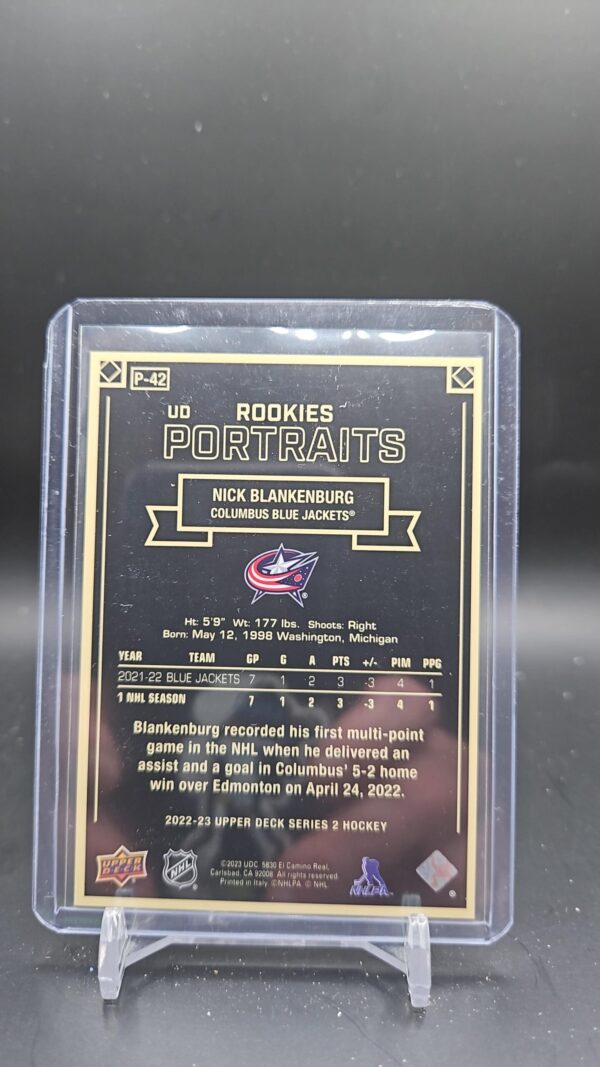 P-42
UD ROOKIES
PORTRAITS
NICK BLANKENBURG
COLUMBUS BLUE JACKETS®
Ht: 5'9" Wt: 177 lbs. Shoots: Right
Born: May 12, 1998 Washington, Michigan
YEAR TEAM GP G A PTS +/- PIM PPG
2021-22 BLUE JACKETS 7 1 2 3 -3 4 1
1 NHL SEASON 7 1 2 3 -3 4 1
Blankenburg recorded his first multi-point
game in the NHL when he delivered an
assist and a goal in Columbus' 5-2 home
win over Edmonton on April 24, 2022.
2022-23 UPPER DECK SERIES 2 HOCKEY
UPPER DECK
NHL
©2023 UDC 5830 El Camino Real,
Carlsbad, CA 92008. All rights reserved.
Printed in Italy ©NHLPA © NHL
NHLPA